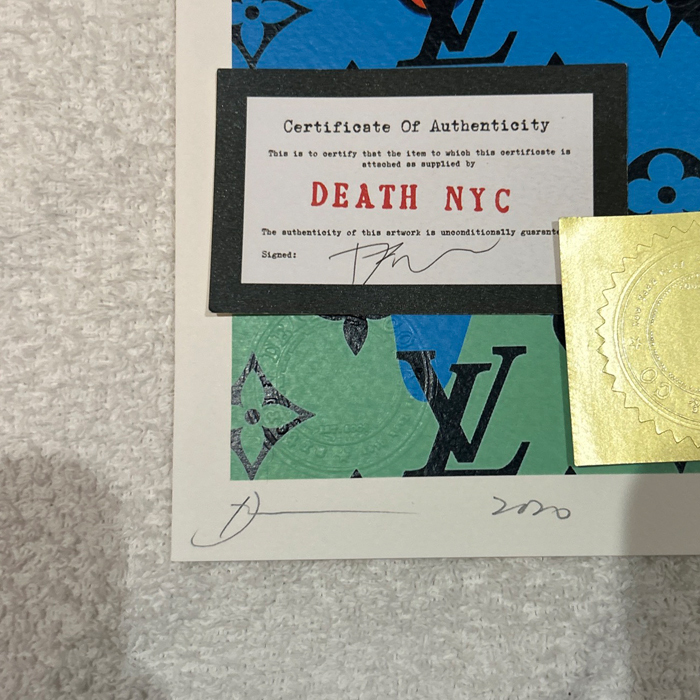 LV
Certificate Of Authenticity
This is to certify that the item to which this certificate is
attached as supplied by
DEATH NYC
The authenticity of this artwork is unconditionally
Signed:
LV
2020